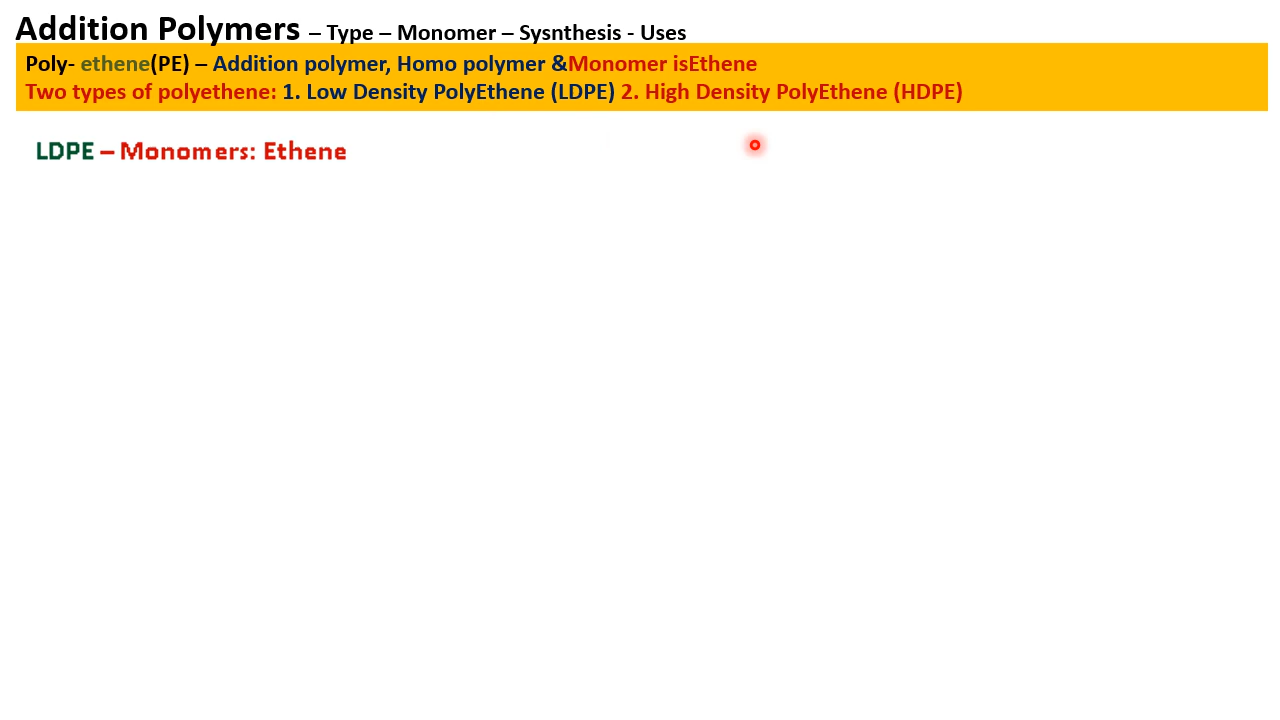 Addition Polymers – Type – Monomer – Sysnthesis - Uses
Poly- ethene(PE) – Addition polymer, Homo polymer &Monomer isEthene
Two types of polyethene: 1. Low Density PolyEthene (LDPE) 2. High Density PolyEthene (HDPE)
LDPE – Monomers: Ethene